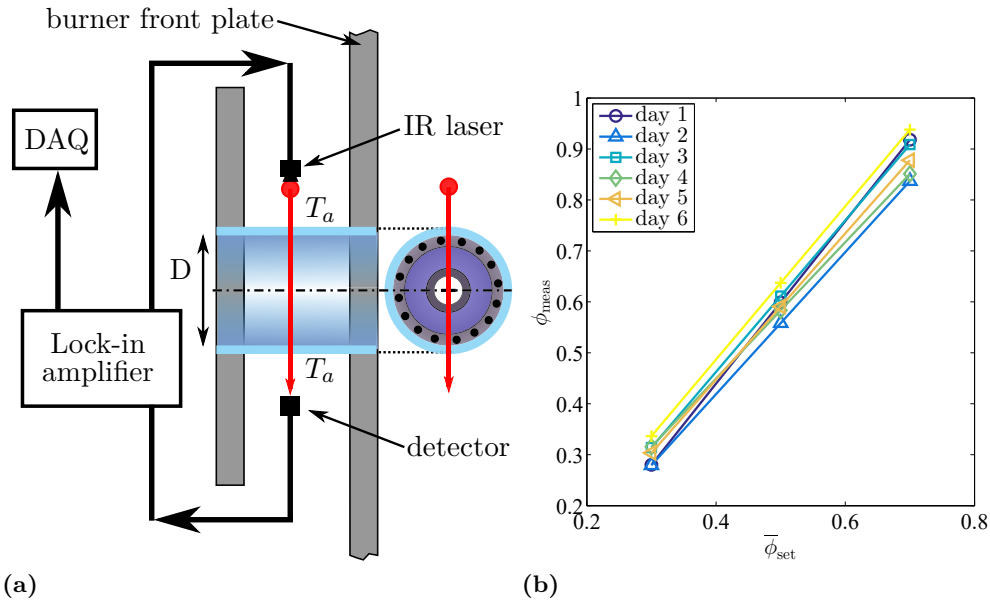 burner front plate
DAQ
IR laser
T_a
D
Lock-in
amplifier
T_a
detector
(a)
1
0.9
0.8
0.7
0.6
0.5
0.4
0.3
0.2
day 1
day 2
day 3
day 4
day 5
day 6
ϕ_meas
0.2 0.4 0.6 0.8
ϕ̅_set
(b)